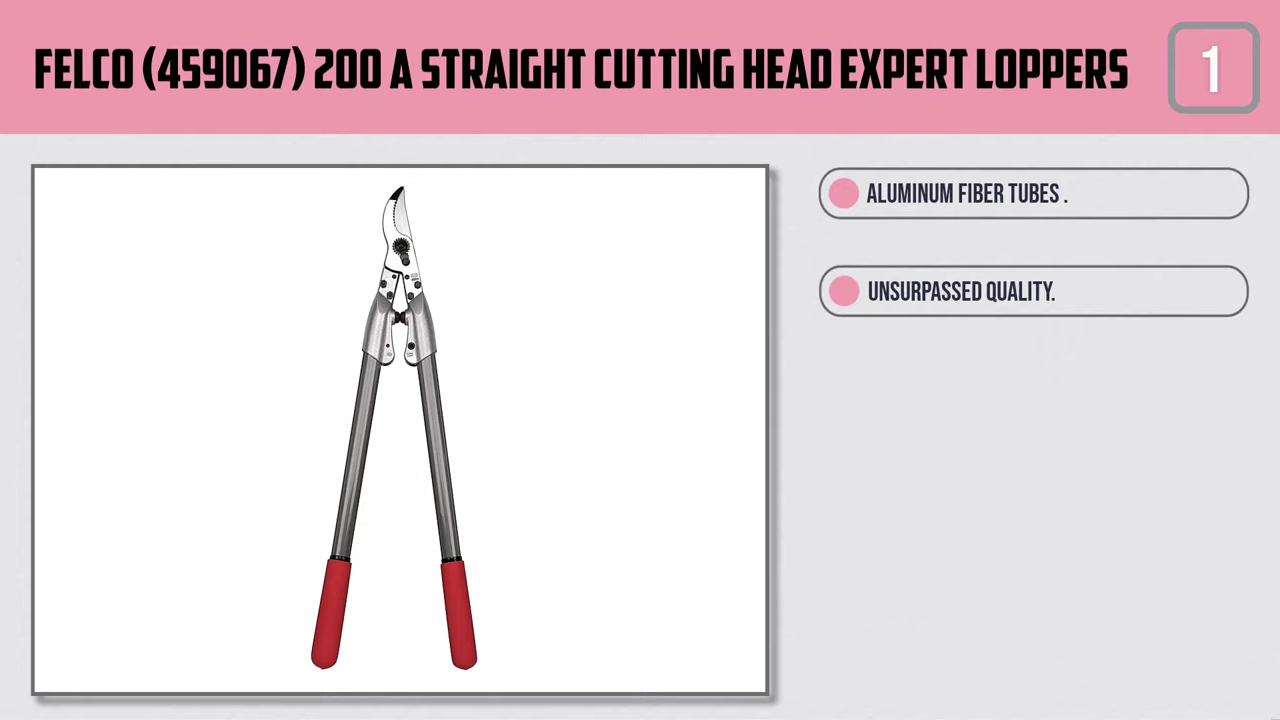 FELCO (459067) 200 A STRAIGHT CUTTING HEAD EXPERT LOPPERS
1
ALUMINUM FIBER TUBES .
UNSURPASSED QUALITY.